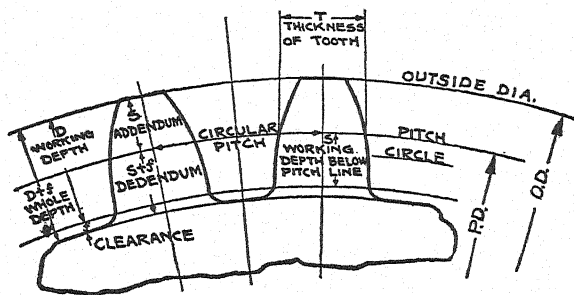 T
THICKNESS
OF TOOTH
OUTSIDE DIA.
S
ADDENDUM
D
WORKING
DEPTH
CIRCULAR
PITCH
S+f
DEDENDUM
S
WORKING
DEPTH BELOW
PITCH LINE
PITCH
CIRCLE
D+f
WHOLE
DEPTH
f
CLEARANCE
P.D.
O.D.